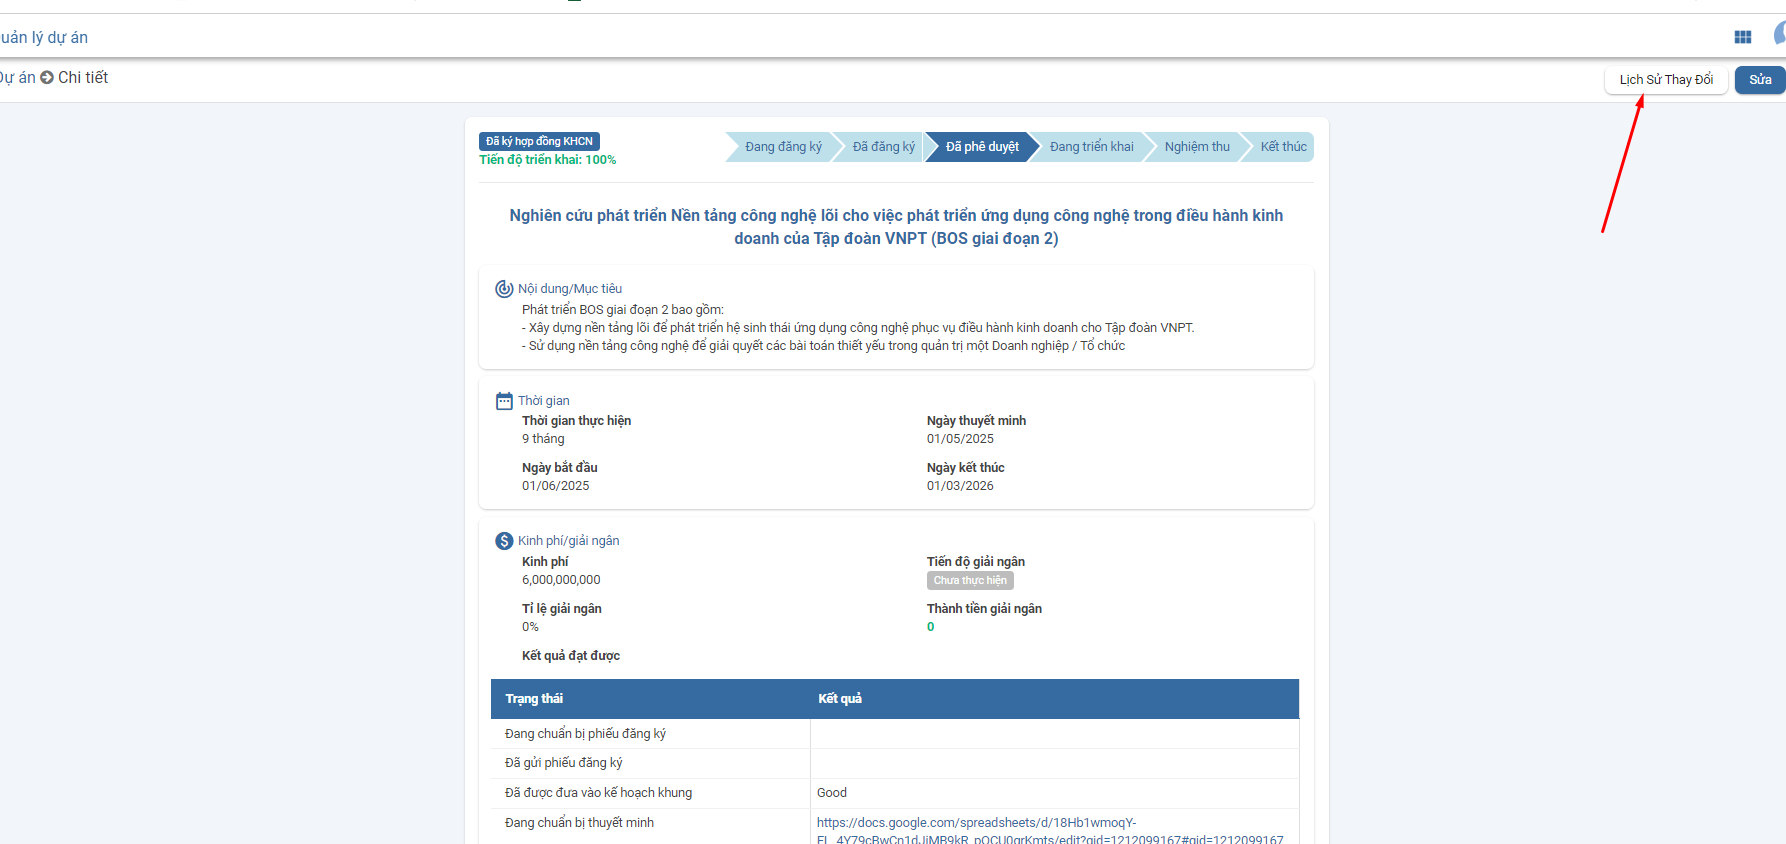 uản lý dự án
Dự án Chi tiết
Lịch Sử Thay Đổi
Sửa
Đã ký hợp đồng KHCN
Tiến độ triển khai: 100%
Đang đăng ký
Đã đăng ký
Đã phê duyệt
Đang triển khai
Nghiệm thu
Kết thúc
Nghiên cứu phát triển Nền tảng công nghệ lõi cho việc phát triển ứng dụng công nghệ trong điều hành kinh
doanh của Tập đoàn VNPT (BOS giai đoạn 2)
Nội dung/Mục tiêu
Phát triển BOS giai đoạn 2 bao gồm:
- Xây dựng nền tảng lõi để phát triển hệ sinh thái ứng dụng công nghệ phục vụ điều hành kinh doanh cho Tập đoàn VNPT.
- Sử dụng nền tảng công nghệ để giải quyết các bài toán thiết yếu trong quản trị một Doanh nghiệp / Tổ chức
Thời gian
Thời gian thực hiện
9 tháng
Ngày thuyết minh
01/05/2025
Ngày bắt đầu
01/06/2025
Ngày kết thúc
01/03/2026
Kinh phí/giải ngân
Kinh phí
6,000,000,000
Tiến độ giải ngân
Chưa thực hiện
Tỉ lệ giải ngân
0%
Thành tiền giải ngân
0
Kết quả đạt được
Trạng thái
Kết quả
Đang chuẩn bị phiếu đăng ký
Đã gửi phiếu đăng ký
Đã được đưa vào kế hoạch khung
Good
Đang chuẩn bị thuyết minh
https://docs.google.com/spreadsheets/d/18Hb1wmoqY-